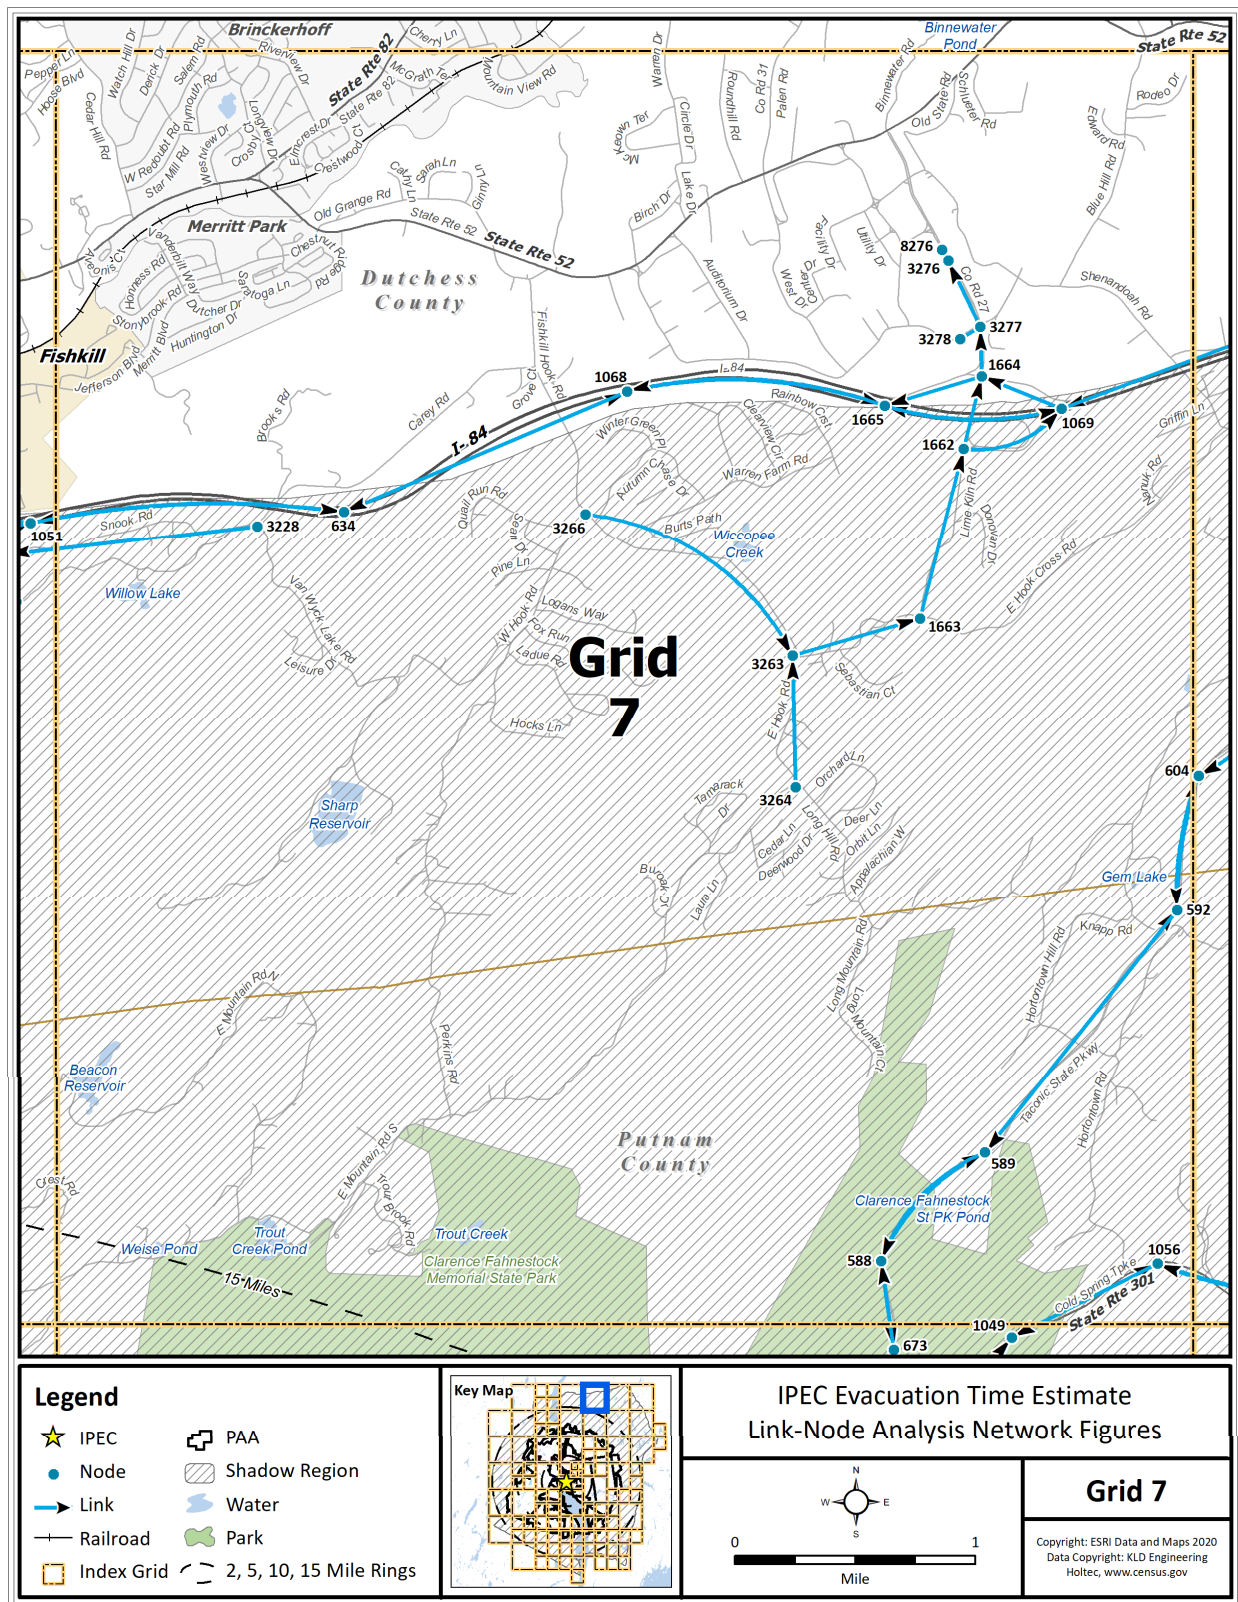 Brinckerhoff
Cherry Ln
Binnewater
Pond
State Rte 52
Pepper Ln
Hoose Blvd
Watch Hill Dr
Derick Dr
Salem Rd
Riverview Dr
State Rte 82
McGrath Ter
Mountain View Rd
Warren Dr
Roundhill Rd
Co Rd 31
Palen Rd
Binnewater Rd
Old State Rd
Schlueter Rd
Rodeo Dr
Edward Rd
Blue Hill Rd
Cedar Hill Rd
Plymouth Rd
W Redoubt Rd
Star Mill Rd
Westview Dr
Crosby Ct
Longview Dr
Elmcrest Dr
State Rte 82
Crestwood Ct
McKeown Ter
Circle Dr
Lake Dr
Birch Dr
Cathy Ln
Sarah Ln
Ginny Ln
Old Grange Rd
State Rte 52
State Rte 52
Merritt Park
Vanderbilt Way
Chestnut Ridge Rd
Alleonis Ct
Honness Rd
Saratoga Ln
Stonybrook Rd
Dutcher Dr
Merritt Blvd
Huntington Dr
Jefferson Blvd
Fishkill
Dutchess
County
Auditorium Dr
Facility Dr
Center Dr
West Dr
Utility Dr
8276
3276
Co Rd 27
3277
3278
1664
Shenandoah Rd
Fishkill Hook Rd
Grove Ct
Carey Rd
Brook's Rd
I-84
1068
I-84
Rainbow Crst
1665
1069
Griffin Ln
Winter Green Pl
Clearview Cir
Warren Farm Rd
Autumn Chase Dr
1662
Lime Kiln Rd
Donovan Dr
Vanuk Rd
Quail Run Rd
Sean Dr
Burts Path
Wiccopee
Creek
Snook Rd
1051
3228
634
3266
Pine Ln
Willow Lake
Van Wyck Lake Rd
Leisure Dr
W Hook Rd
Logans Way
Fox Run
Ladue Rd
Hocks Ln
Grid
7
E Hook Cross Rd
1663
3263
Sebastian Ct
E Hook Rd
3264
Orchard Ln
Tamarack
Dr
Long Hill Rd
Deer Ln
Orbit Ln
Cedar Ln
Deerwood Dr
Appalachian W
Sharp
Reservoir
604
Gem Lake
592
Knapp Rd
Buroak Dr
Laura Ln
Long Mountain Rd
Long Mountain Ct
Hortontown Hill Rd
E Mountain Rd N
Perkins Rd
Beacon
Reservoir
Taconic State Pkwy
Hortontown Rd
Putnam
County
589
E Mountain Rd S
Trout Brook Rd
Crest Rd
Clarence Fahnestock
St PK Pond
Weise Pond
Trout
Creek Pond
Trout Creek
Clarence Fahnestock
Memorial State Park
15 Miles
588
1056
Cold Spring Tpke
State Rte 301
1049
673
Legend
IPEC
Node
Link
Railroad
Index Grid
PAA
Shadow Region
Water
Park
2, 5, 10, 15 Mile Rings
Key Map
IPEC Evacuation Time Estimate
Link-Node Analysis Network Figures
N
W E
S
0 1
Mile
Grid 7
Copyright: ESRI Data and Maps 2020
Data Copyright: KLD Engineering
Holtec, www.census.gov